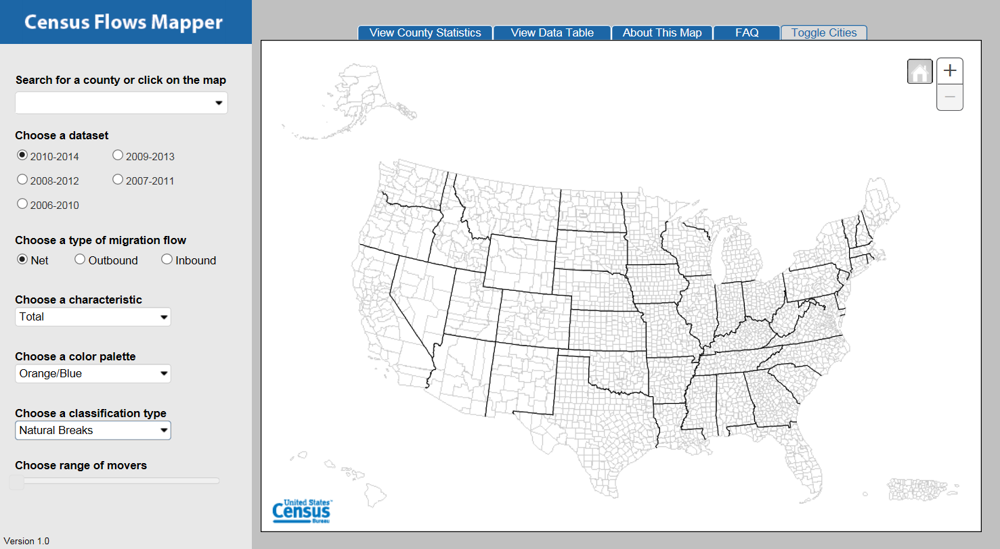 Census Flows Mapper
View County Statistics
View Data Table
About This Map
FAQ
Toggle Cities
Search for a county or click on the map
Choose a dataset
2010-2014 2009-2013
2008-2012 2007-2011
2006-2010
Choose a type of migration flow
Net Outbound Inbound
Choose a characteristic
Total
Choose a color palette
Orange/Blue
Choose a classification type
Natural Breaks
Choose range of movers
Version 1.0
+
−
United States™
Census
Bureau